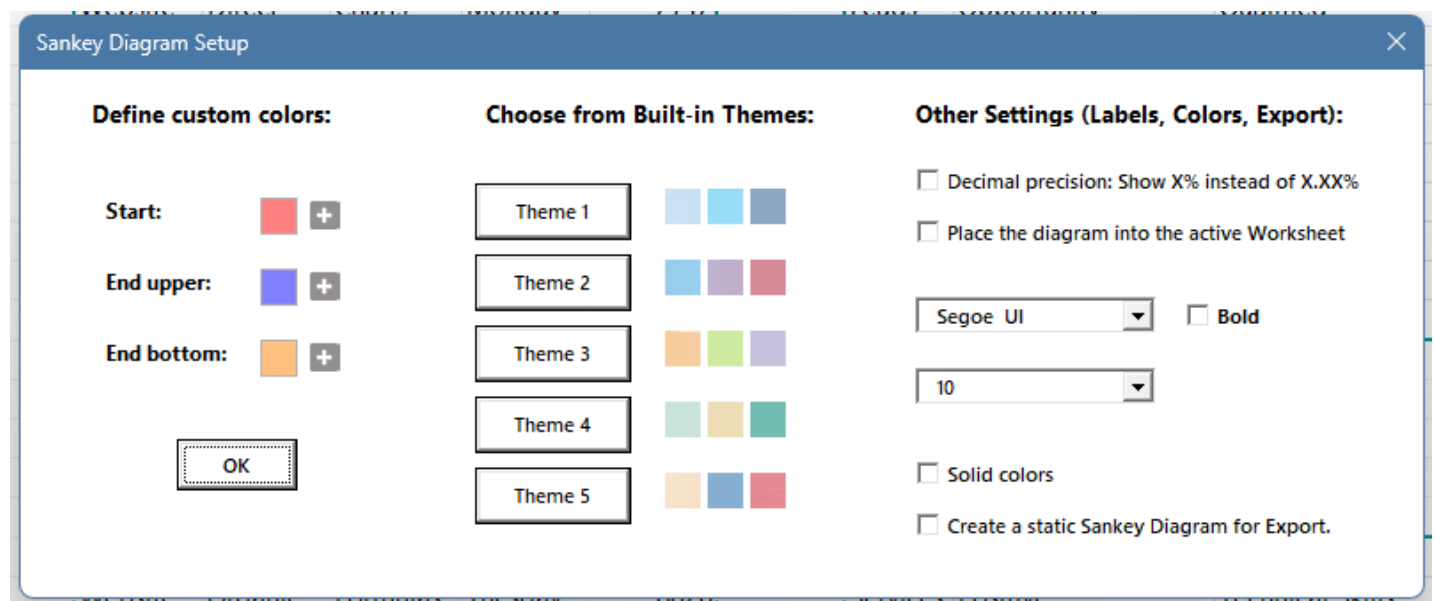 Sankey Diagram Setup
Define custom colors:
Start:
End upper:
End bottom:
OK
Choose from Built-in Themes:
Theme 1
Theme 2
Theme 3
Theme 4
Theme 5
Other Settings (Labels, Colors, Export):
Decimal precision: Show X% instead of X.XX%
Place the diagram into the active Worksheet
Segoe UI
Bold
10
Solid colors
Create a static Sankey Diagram for Export.